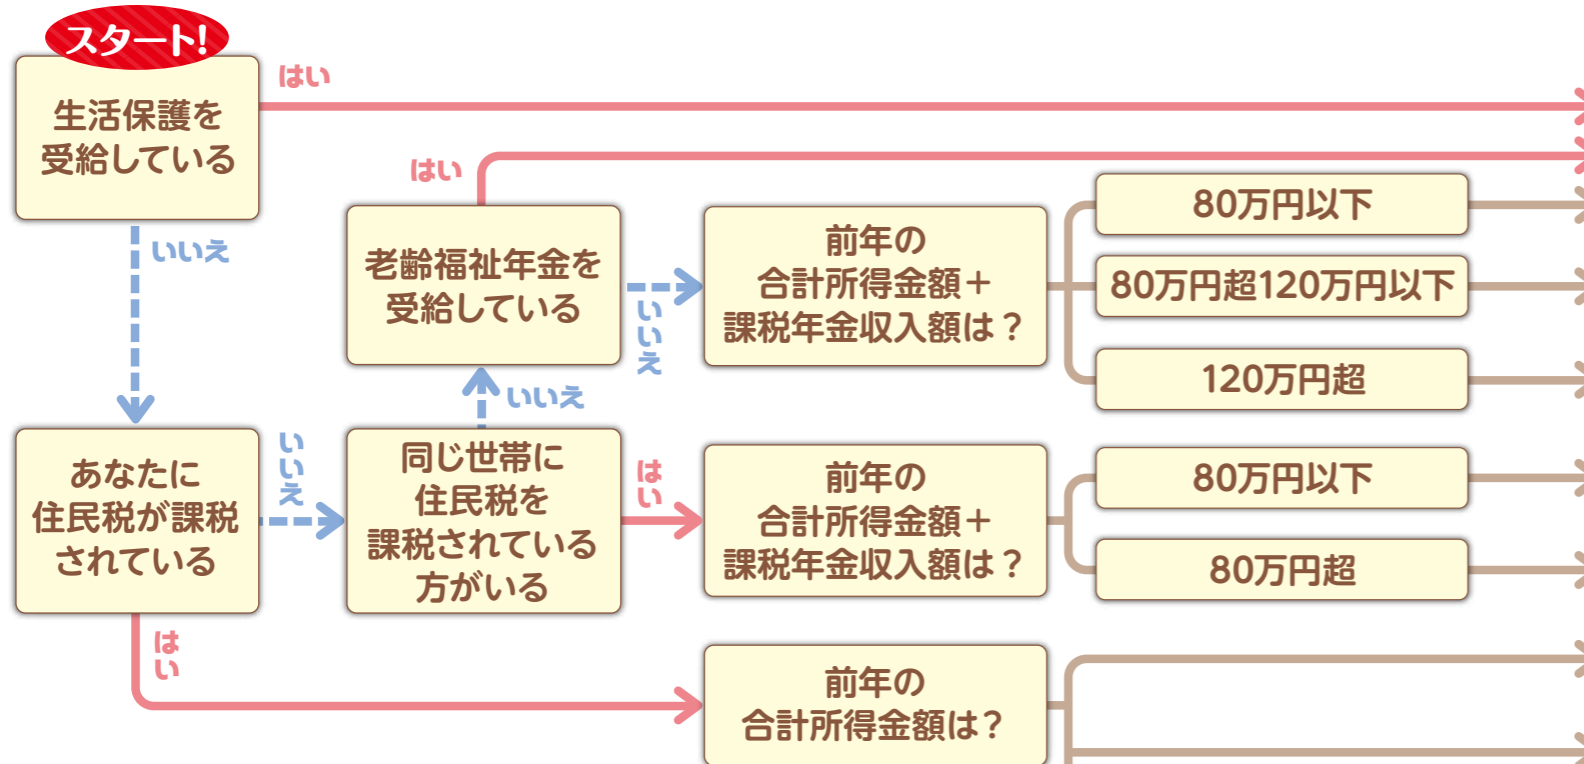 スタート!
生活保護を
受給している
はい
いいえ
あなたに
住民税が課税
されている
いいえ
はい
同じ世帯に
住民税を
課税されている
方がいる
いいえ
はい
老齢福祉年金を
受給している
はい
いいえ
前年の
合計所得金額＋
課税年金収入額は？
80万円以下
80万円超120万円以下
120万円超
前年の
合計所得金額＋
課税年金収入額は？
80万円以下
80万円超
前年の
合計所得金額は？